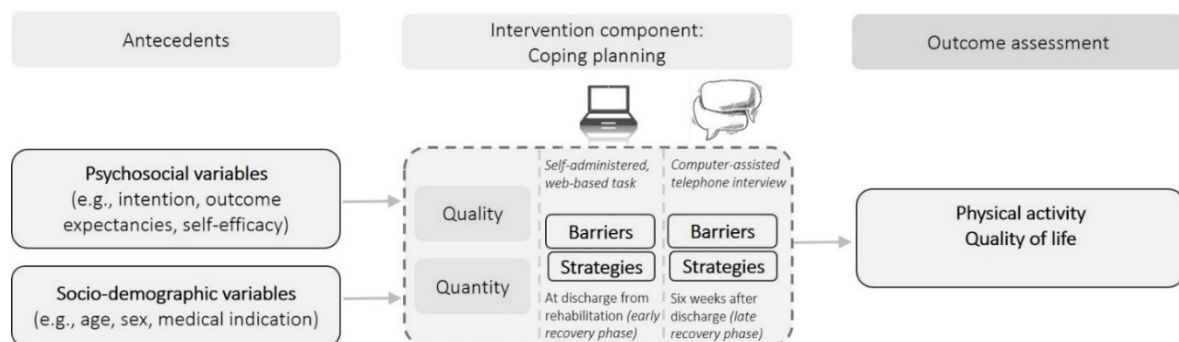 Antecedents
Intervention component:
Coping planning
Outcome assessment
Psychosocial variables
(e.g., intention, outcome
expectancies, self-efficacy)
Socio-demographic variables
(e.g., age, sex, medical indication)
Quality
Quantity
Self-administered,
web-based task
Barriers
Strategies
At discharge from
rehabilitation (early
recovery phase)
Computer-assisted
telephone interview
Barriers
Strategies
Six weeks after
discharge (late
recovery phase)
Physical activity
Quality of life